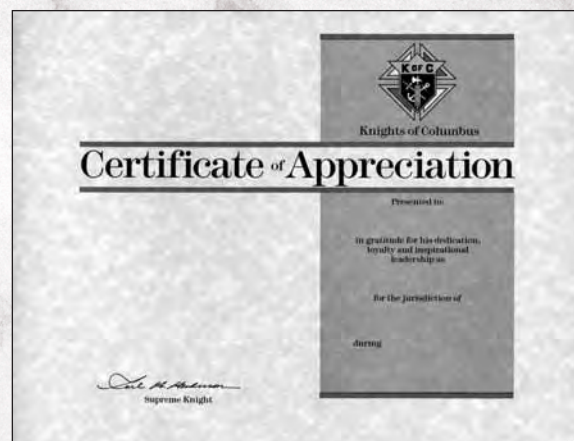 K OF C
Knights of Columbus
Certificate of Appreciation
Presented to:
in gratitude for his dedication,
loyalty and inspirational
leadership as
for the jurisdiction of
during
Supreme Knight